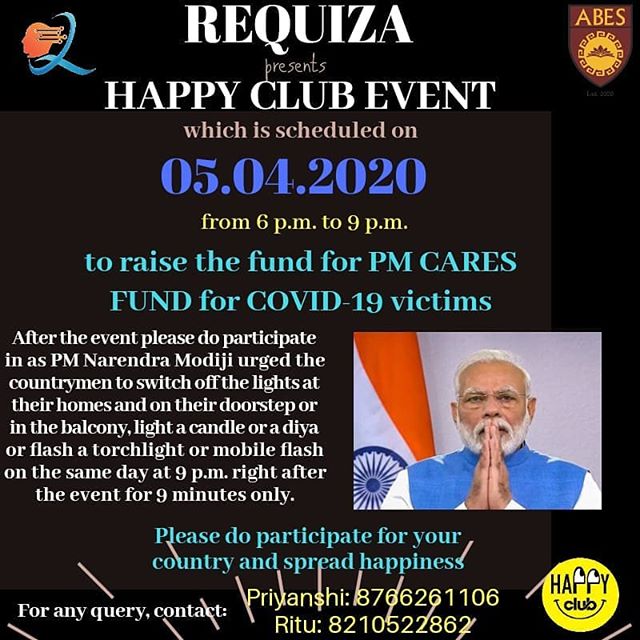 REQUIZA
ABES
presents
HAPPY CLUB EVENT
which is scheduled on
05.04.2020
from 6 p.m. to 9 p.m.
to raise the fund for PM CARES
FUND for COVID-19 victims
After the event please do participate
in as PM Narendra Modiji urged the
countrymen to switch off the lights at
their homes and on their doorstep or
in the balcony, light a candle or a diya
or flash a torchlight or mobile flash
on the same day at 9 p.m. right after
the event for 9 minutes only.
Please do participate for your
country and spread happiness
For any query, contact:
Priyanshi: 8766261106
Ritu: 8210522862
HAPPY
club